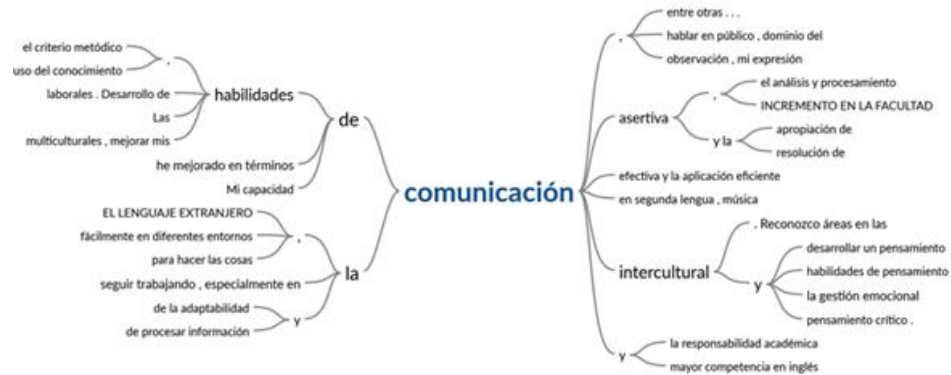 el criterio metódico
uso del conocimiento
,
laborales . Desarrollo de
Las
multiculturales , mejorar mis
habilidades
he mejorado en términos
Mi capacidad
de
EL LENGUAJE EXTRANJERO
fácilmente en diferentes entornos
para hacer las cosas
,
seguir trabajando , especialmente en
de la adaptabilidad
de procesar información
y
la
comunicación
,
entre otras . . .
hablar en público , dominio del
observación , mi expresión
asertiva
,
el análisis y procesamiento
INCREMENTO EN LA FACULTAD
y la
apropiación de
resolución de
efectiva y la aplicación eficiente
en segunda lengua , música
intercultural
. Reconozco áreas en las
y
desarrollar un pensamiento
habilidades de pensamiento
la gestión emocional
pensamiento crítico .
y
la responsabilidad académica
mayor competencia en inglés